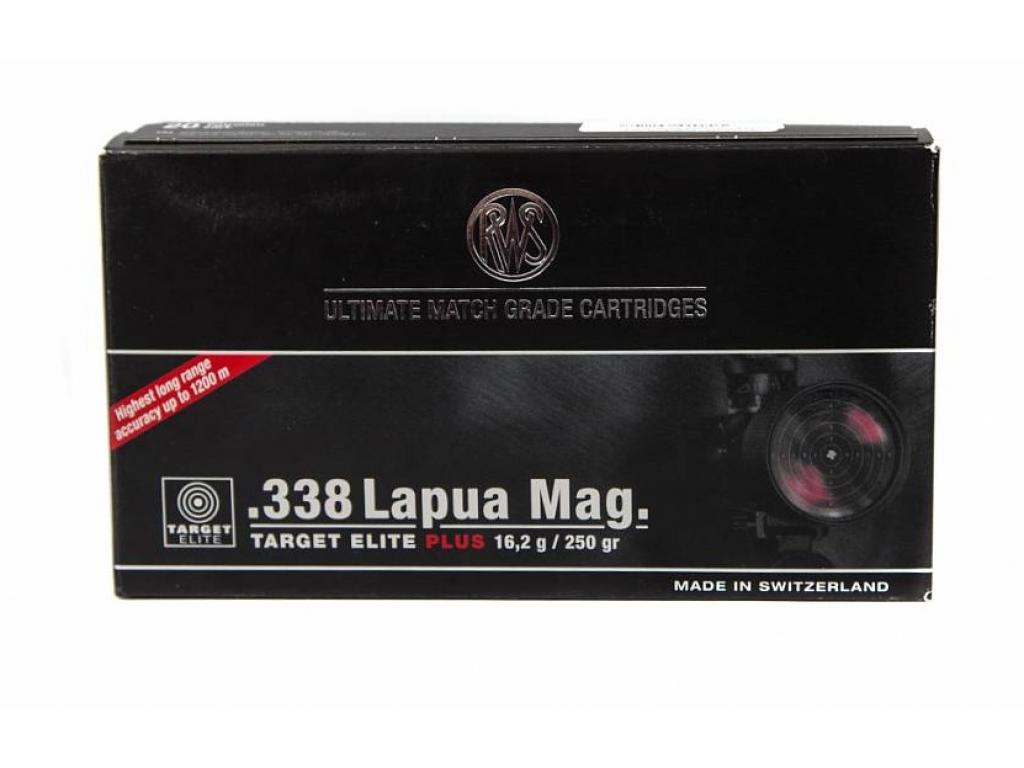 20
RWS
ULTIMATE MATCH GRADE CARTRIDGES
Highest long range
accuracy up to 1200 m
.338 Lapua Mag.
TARGET ELITE PLUS 16,2 g / 250 gr
TARGET
ELITE
MADE IN SWITZERLAND